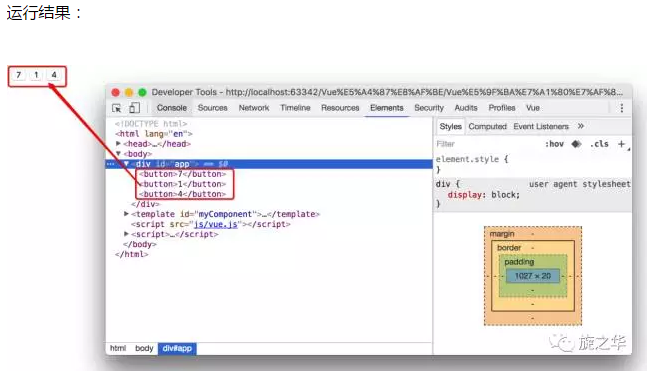 运行结果：
7 1 4
Developer Tools - http://localhost:63342/Vue%E5%A4%87%E8%AF%BE/Vue%E5%9F%BA%E7%A1%80%E7%AF%8...
Console Sources Network Timeline Resources Elements Security Audits Profiles Vue
<!DOCTYPE html>
<html lang="en">
<head>…</head>
<body>
<div id="app"> == $0
<button>7</button>
<button>1</button>
<button>4</button>
</div>
<template id="myComponent">…</template>
<script src="js/vue.js"></script>
<script>…</script>
</body>
</html>
html body div#app
Styles Computed Event Listeners »
Filter :hov .cls +
element.style {
}
div { user agent stylesheet
display: block;
}
margin -
border -
padding
- - - 1027 × 20 - - -
-
-
-
旋之华